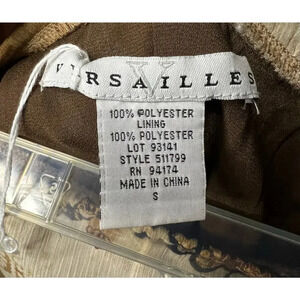 VERSAILLES
100% POLYESTER
LINING
100% POLYESTER
LOT 93141
STYLE 511799
RN 94174
MADE IN CHINA
S